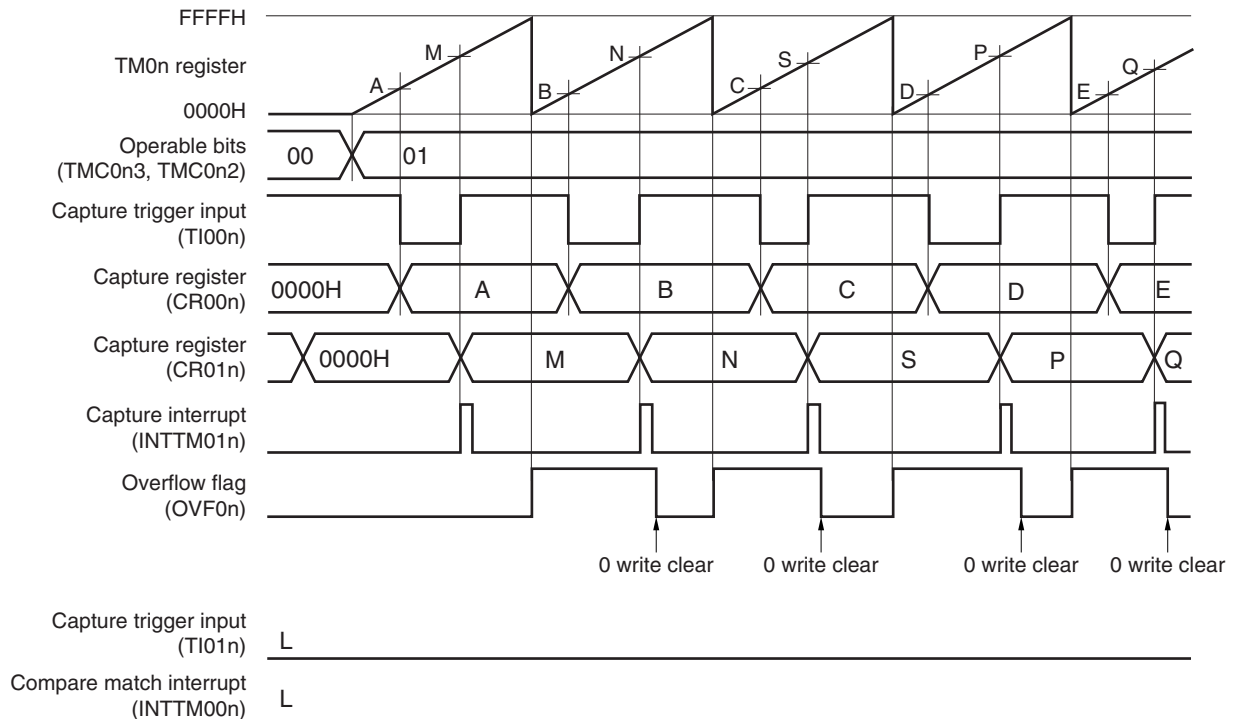 FFFFH
TM0n register
0000H
A M B N C S D P E Q
Operable bits
(TMC0n3, TMC0n2)
00 01
Capture trigger input
(TI00n)
Capture register
(CR00n)
0000H A B C D E
Capture register
(CR01n)
0000H M N S P Q
Capture interrupt
(INTTM01n)
Overflow flag
(OVF0n)
0 write clear 0 write clear 0 write clear 0 write clear
Capture trigger input
(TI01n)
L
Compare match interrupt
(INTTM00n)
L